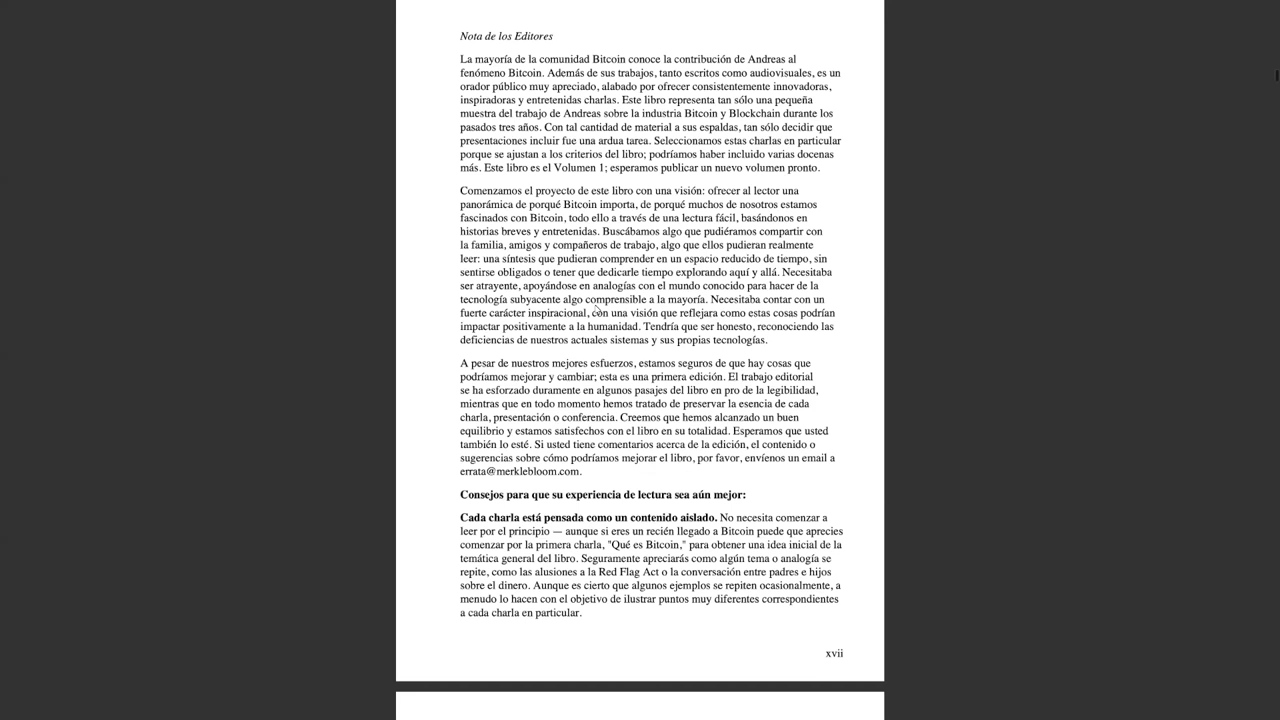 Nota de los Editores
La mayoría de la comunidad Bitcoin conoce la contribución de Andreas al
fenómeno Bitcoin. Además de sus trabajos, tanto escritos como audiovisuales, es un
orador público muy apreciado, alabado por ofrecer consistentemente innovadoras,
inspiradoras y entretenidas charlas. Este libro representa tan sólo una pequeña
muestra del trabajo de Andreas sobre la industria Bitcoin y Blockchain durante los
pasados tres años. Con tal cantidad de material a sus espaldas, tan sólo decidir que
presentaciones incluir fue una ardua tarea. Seleccionamos estas charlas en particular
porque se ajustan a los criterios del libro; podríamos haber incluido varias docenas
más. Este libro es el Volumen 1; esperamos publicar un nuevo volumen pronto.
Comenzamos el proyecto de este libro con una visión: ofrecer al lector una
panorámica de porqué Bitcoin importa, de porqué muchos de nosotros estamos
fascinados con Bitcoin, todo ello a través de una lectura fácil, basándonos en
historias breves y entretenidas. Buscábamos algo que pudiéramos compartir con
la familia, amigos y compañeros de trabajo, algo que ellos pudieran realmente
leer: una síntesis que pudieran comprender en un espacio reducido de tiempo, sin
sentirse obligados o tener que dedicarle tiempo explorando aquí y allá. Necesitaba
ser atrayente, apoyándose en analogías con el mundo conocido para hacer de la
tecnología subyacente algo comprensible a la mayoría. Necesitaba contar con un
fuerte carácter inspiracional, con una visión que reflejara como estas cosas podrían
impactar positivamente a la humanidad. Tendría que ser honesto, reconociendo las
deficiencias de nuestros actuales sistemas y sus propias tecnologías.
A pesar de nuestros mejores esfuerzos, estamos seguros de que hay cosas que
podríamos mejorar y cambiar; esta es una primera edición. El trabajo editorial
se ha esforzado duramente en algunos pasajes del libro en pro de la legibilidad,
mientras que en todo momento hemos tratado de preservar la esencia de cada
charla, presentación o conferencia. Creemos que hemos alcanzado un buen
equilibrio y estamos satisfechos con el libro en su totalidad. Esperamos que usted
también lo esté. Si usted tiene comentarios acerca de la edición, el contenido o
sugerencias sobre cómo podríamos mejorar el libro, por favor, envíenos un email a
errata@merklebloom.com.
Consejos para que su experiencia de lectura sea aún mejor:
Cada charla está pensada como un contenido aislado. No necesita comenzar a
leer por el principio — aunque si eres un recién llegado a Bitcoin puede que aprecies
comenzar por la primera charla, "Qué es Bitcoin," para obtener una idea inicial de la
temática general del libro. Seguramente apreciarás como algún tema o analogía se
repite, como las alusiones a la Red Flag Act o la conversación entre padres e hijos
sobre el dinero. Aunque es cierto que algunos ejemplos se repiten ocasionalmente, a
menudo lo hacen con el objetivo de ilustrar puntos muy diferentes correspondientes
a cada charla en particular.
xvii